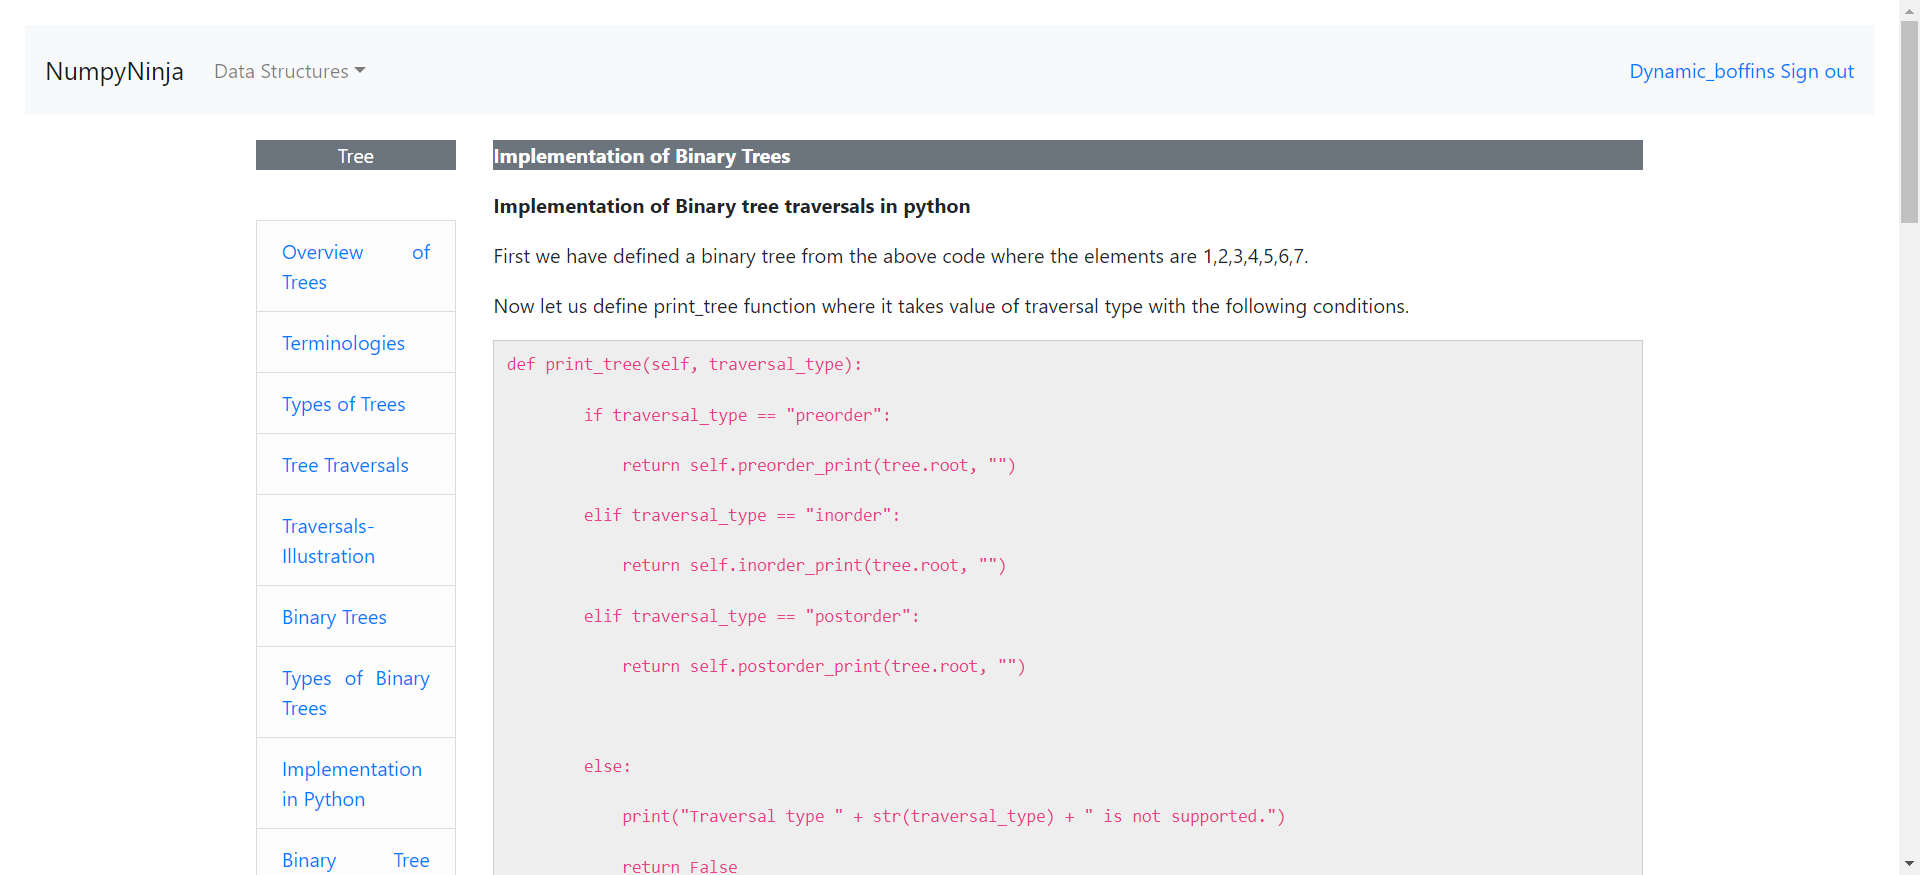 NumpyNinja
Data Structures
Dynamic_boffins Sign out
Tree
Overview of
Trees
Terminologies
Types of Trees
Tree Traversals
Traversals-
Illustration
Binary Trees
Types of Binary
Trees
Implementation
in Python
Binary Tree
Implementation of Binary Trees
Implementation of Binary tree traversals in python
First we have defined a binary tree from the above code where the elements are 1,2,3,4,5,6,7.
Now let us define print_tree function where it takes value of traversal type with the following conditions.
def print_tree(self, traversal_type):
if traversal_type == "preorder":
return self.preorder_print(tree.root, "")
elif traversal_type == "inorder":
return self.inorder_print(tree.root, "")
elif traversal_type == "postorder":
return self.postorder_print(tree.root, "")
else:
print("Traversal type " + str(traversal_type) + " is not supported.")
return False